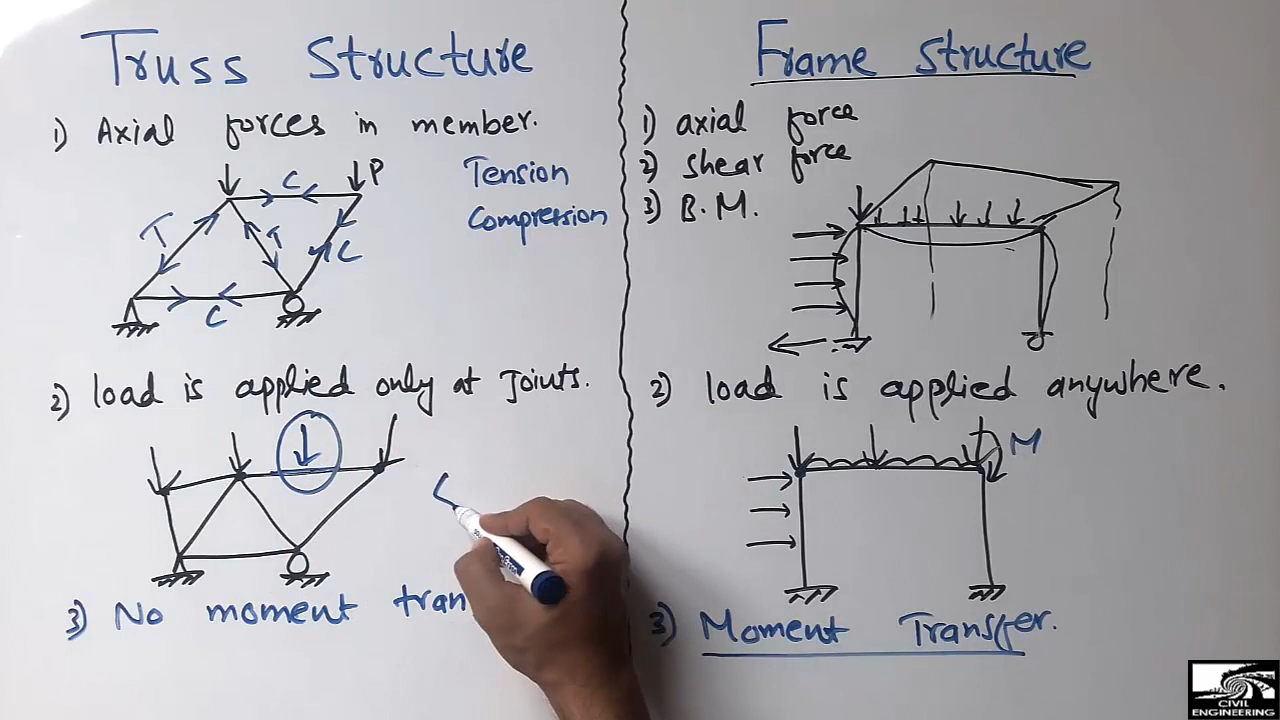 Truss Structure
1) Axial forces in member.
Tension
Compression
P
C
T
T
C
C
2) load is applied only at Joints.
3) No moment tran
Frame structure
1) axial force
2) shear force
3) B.M.
2) load is applied anywhere.
M
3) Moment Transfer.
CIVIL
ENGINEERING